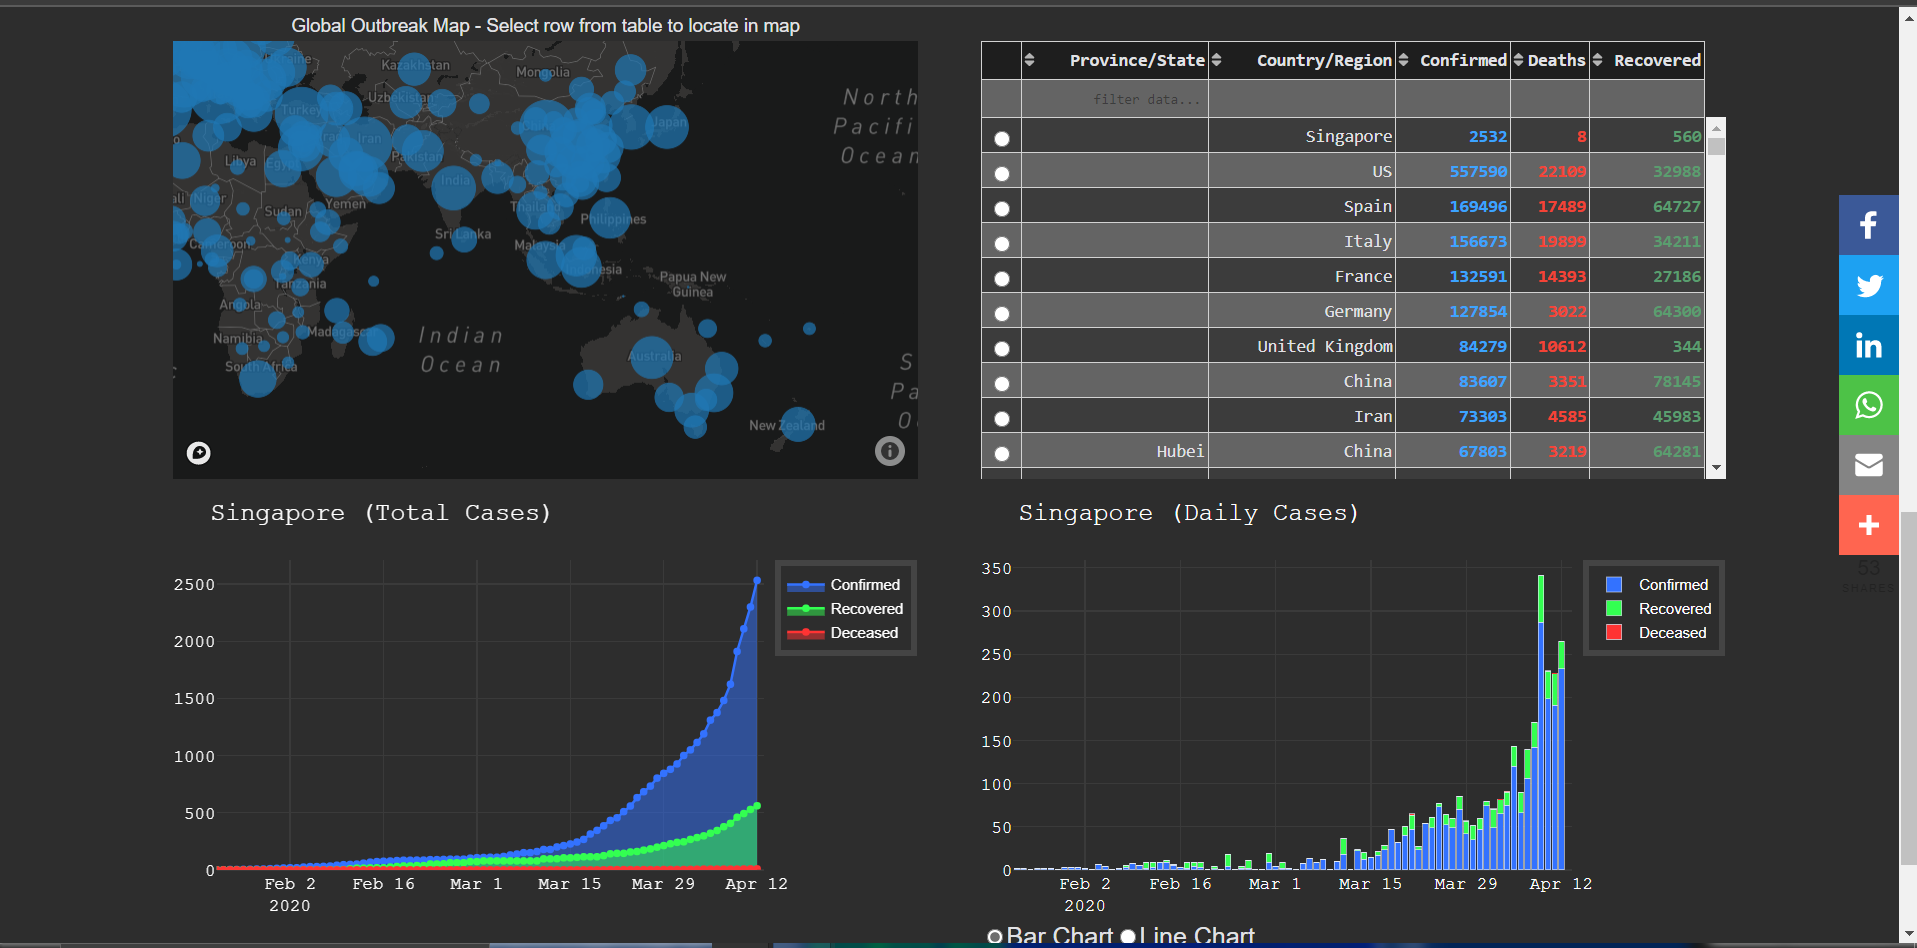 Global Outbreak Map - Select row from table to locate in map
Ukraine
Kazakhstan
Mongolia
Uzbekistan
Turkey
Japan
Iran
Pakistan
Libya
Egypt
India
Niger
Sudan
Yemen
Thailand
Philippines
Sri Lanka
Cameroon
Malaysia
Indonesia
Kenya
Papua New
Guinea
Tanzania
Angola
Madagascar
Namibia
South Africa
Australia
New Zealand
North
Pacifi
Ocean
Indian
Ocean
S
Pa
O
Province/State Country/Region Confirmed Deaths Recovered
filter data...
Singapore 2532 8 560
US 557590 22109 32988
Spain 169496 17489 64727
Italy 156673 19899 34211
France 132591 14393 27186
Germany 127854 3022 64300
United Kingdom 84279 10612 344
China 83607 3351 78145
Iran 73303 4585 45983
Hubei China 67803 3219 64281
53
SHARES
Singapore (Total Cases)
2500
2000
1500
1000
500
0
Feb 2 Feb 16 Mar 1 Mar 15 Mar 29 Apr 12
2020
Confirmed
Recovered
Deceased
Singapore (Daily Cases)
350
300
250
200
150
100
50
0
Feb 2 Feb 16 Mar 1 Mar 15 Mar 29 Apr 12
2020
Confirmed
Recovered
Deceased
Bar Chart Line Chart